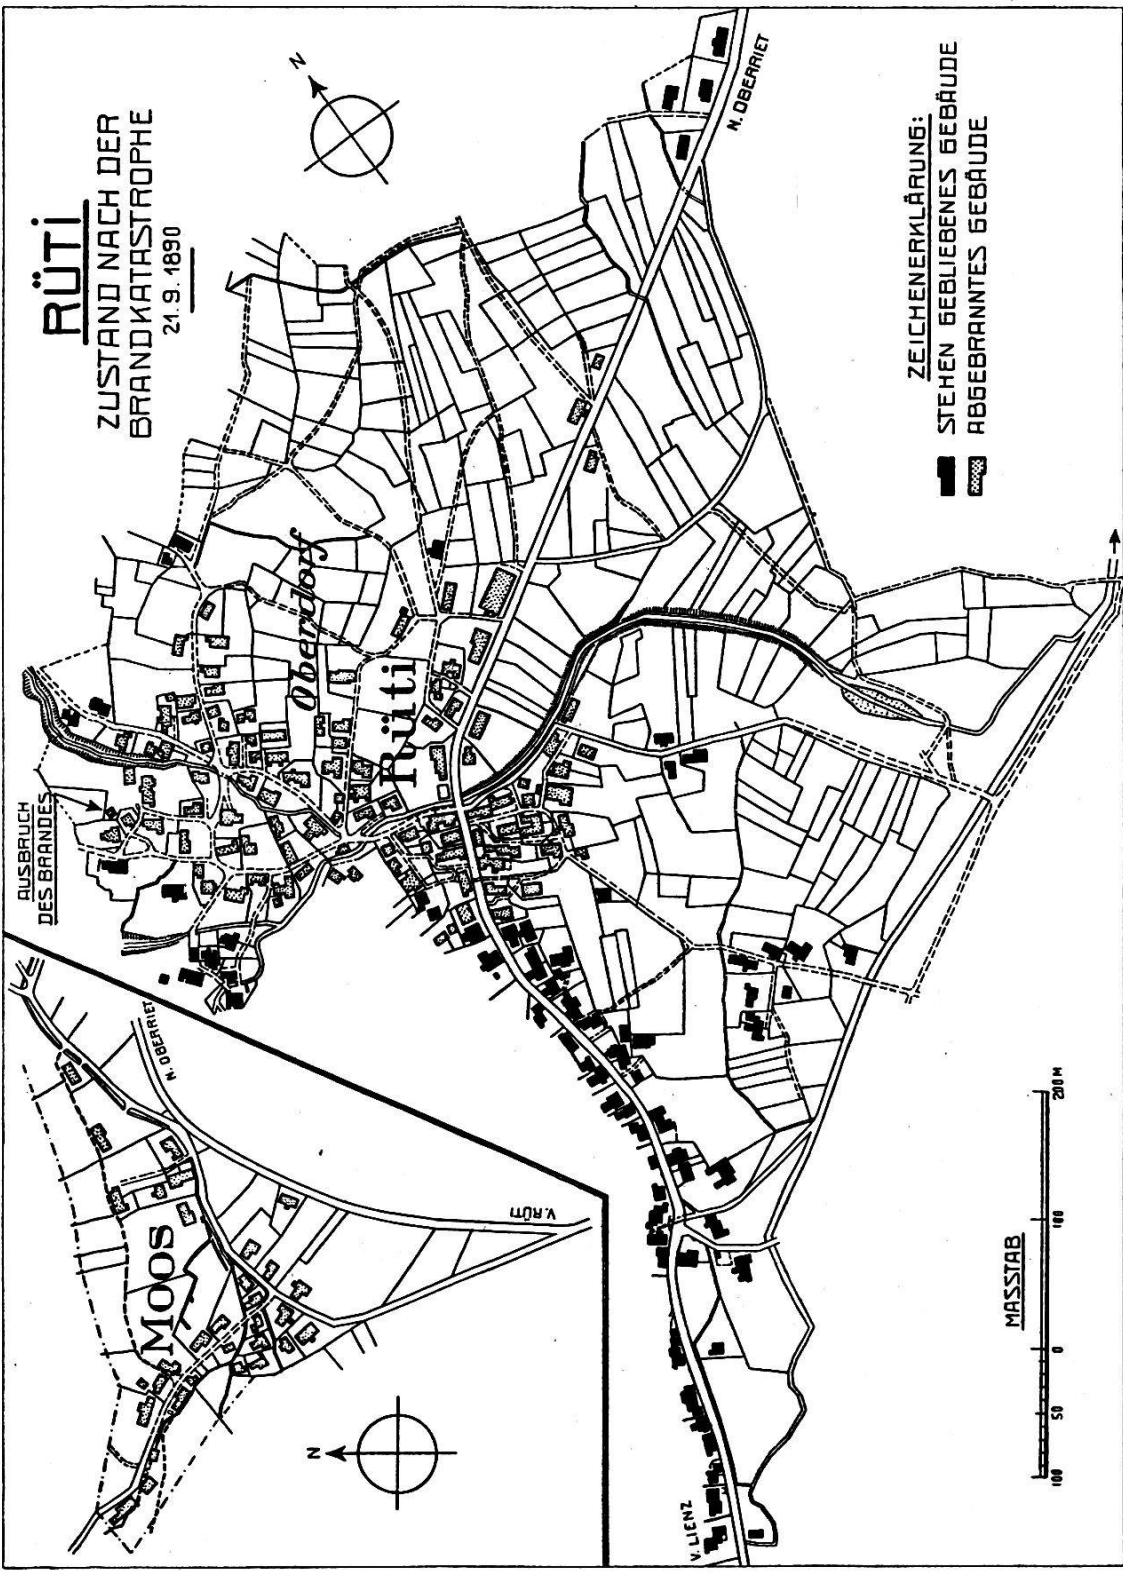 RÜTI
ZUSTAND NACH DER
BRANDKATASTROPHE
21.9.1890
N
N. OBERRIET
ZEICHENERKLÄRUNG:
STEHEN GEBLIEBENES GEBÄUDE
ABGEBRANNTES GEBÄUDE
AUSBRUCH
DES BRANDES
Oberdorf
Rüti
N. OBERRIET
V. RÜTI
MOOS
N
V. LIENZ
MASSTAB
100 50 0 100 200 M